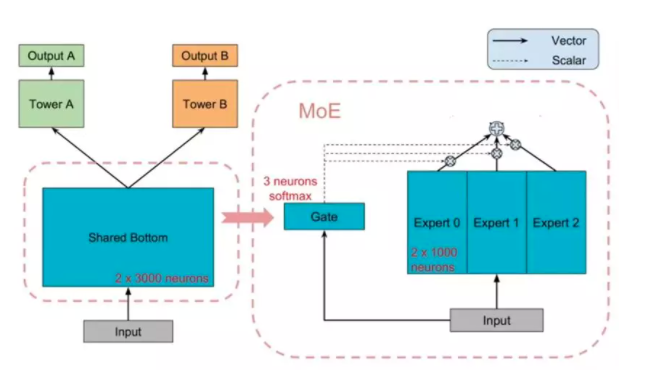 Output A
Output B
Vector
Scalar
Tower A
Tower B
MoE
3 neurons
softmax
Gate
Expert 0
Expert 1
Expert 2
Shared Bottom
2 x 1000
neurons
2 x 3000 neurons
Input
Input